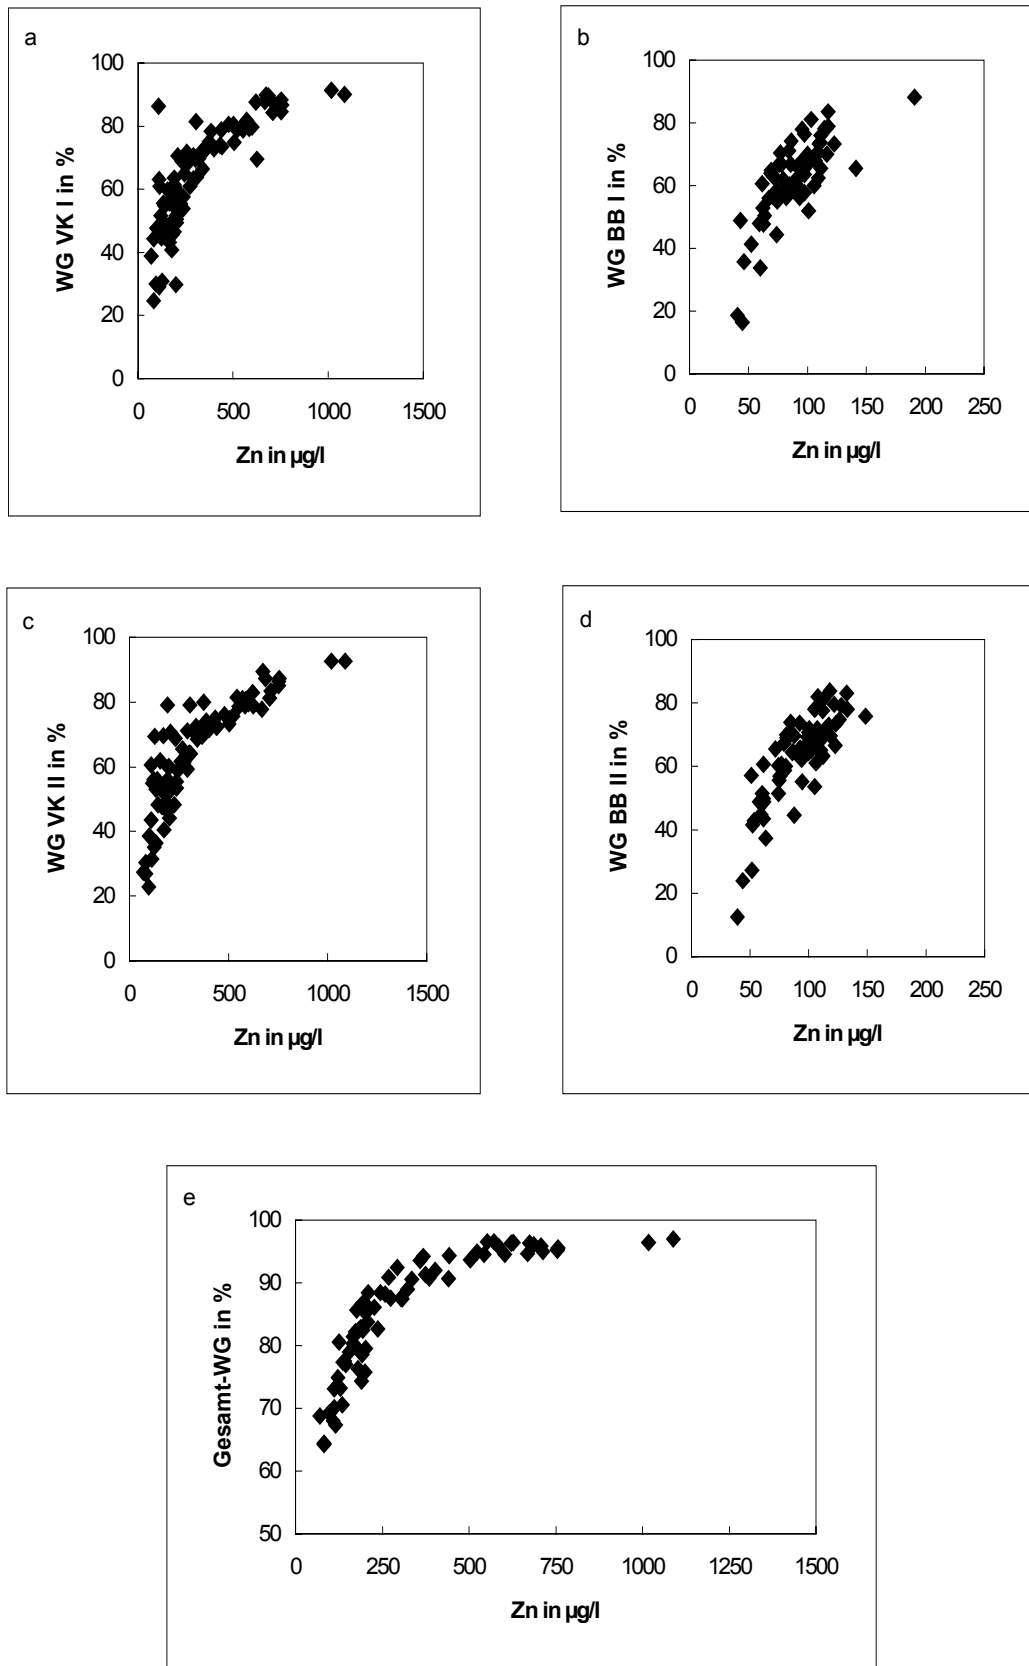 a
100
80
60
40
20
0
WG VK I in %
0 500 1000 1500
Zn in µg/l
b
100
80
60
40
20
0
WG BB I in %
0 50 100 150 200 250
Zn in µg/l
c
100
80
60
40
20
0
WG VK II in %
0 500 1000 1500
Zn in µg/l
d
100
80
60
40
20
0
WG BB II in %
0 50 100 150 200 250
Zn in µg/l
e
100
90
80
70
60
50
Gesamt-WG in %
0 250 500 750 1000 1250 1500
Zn in µg/l